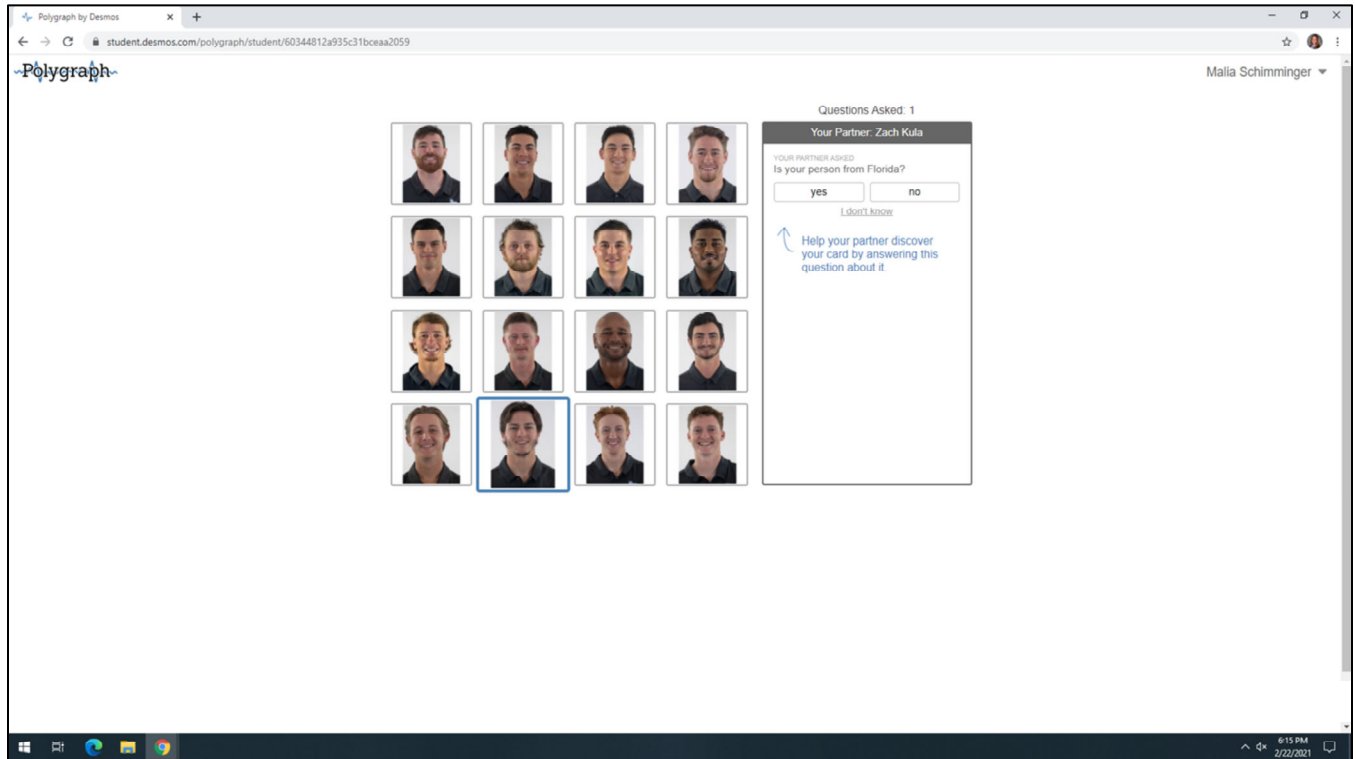 Polygraph by Desmos
student.desmos.com/polygraph/student/60344812a935c31bceaa2059
Polygraph
Malia Schimminger
Questions Asked: 1
Your Partner: Zach Kula
YOUR PARTNER ASKED
Is your person from Florida?
yes no
I don't know
Help your partner discover
your card by answering this
question about it.
6:15 PM
2/22/2021